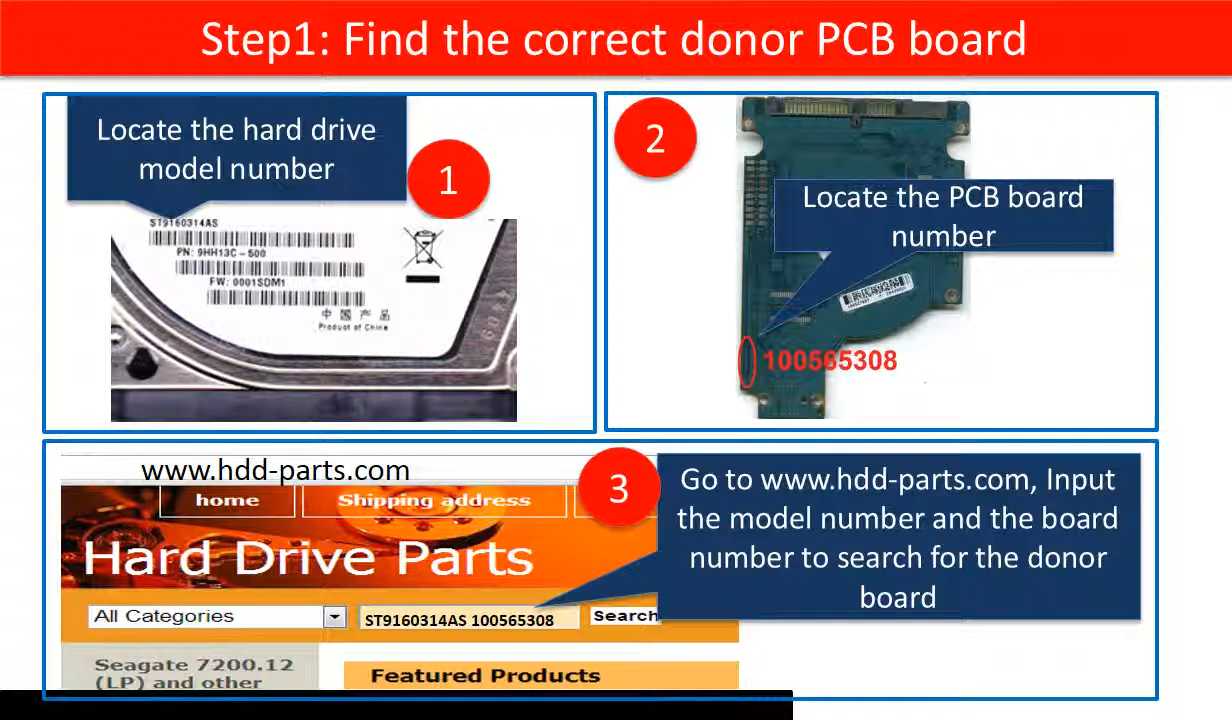 Step1: Find the correct donor PCB board
Locate the hard drive
model number
1
ST9160314AS
PN: 9HH13C-500
FW: 0001SDM1
中国产品
Product of China
2
Locate the PCB board
number
100565308
www.hdd-parts.com
home
Shipping address
Hard Drive Parts
All Categories
ST9160314AS 100565308
Search
Seagate 7200.12
(LP) and other
Featured Products
3
Go to www.hdd-parts.com, Input
the model number and the board
number to search for the donor
board